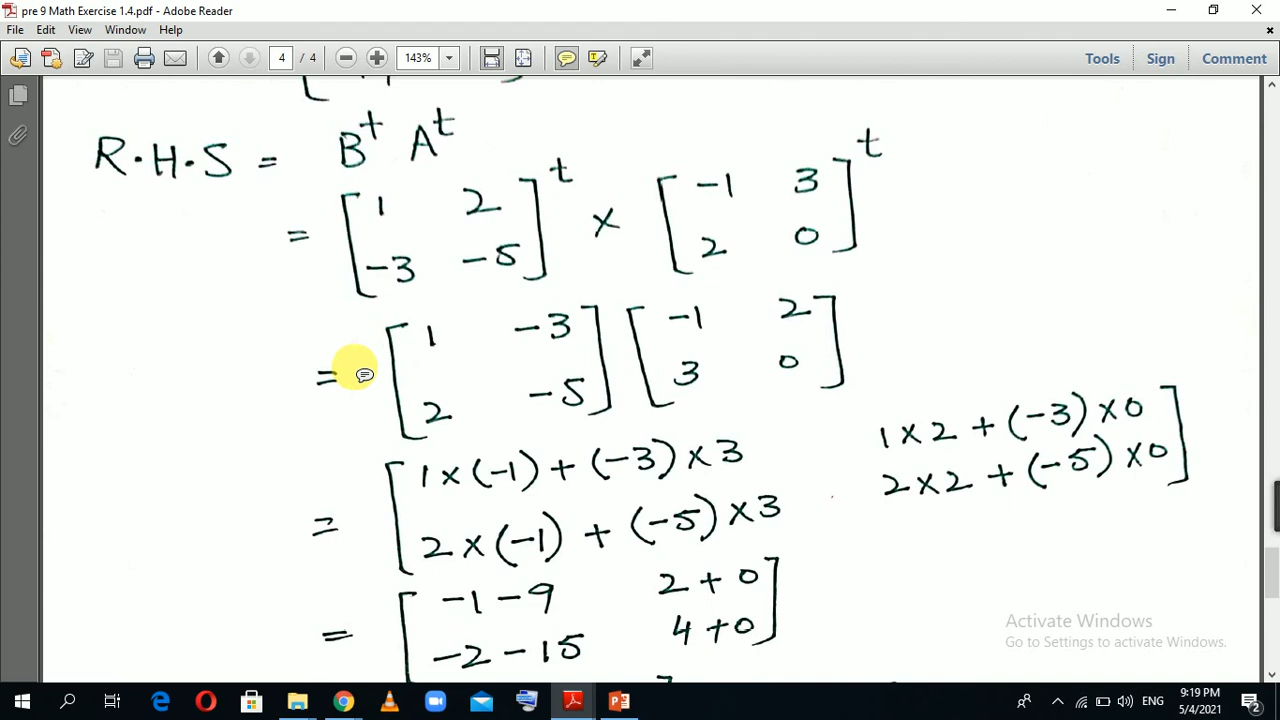 pre 9 Math Exercise 1.4.pdf - Adobe Reader
File Edit View Window Help
4 / 4 143% Tools Sign Comment
R.H.S = B^t A^t
= [1 2; -3 -5]^t × [-1 3; 2 0]^t
= [1 -3; 2 -5] [-1 2; 3 0]
= [1×(-1)+(-3)×3 1×2+(-3)×0; 2×(-1)+(-5)×3 2×2+(-5)×0]
= [-1-9 2+0; -2-15 4+0]
Activate Windows
Go to Settings to activate Windows.
ENG 9:19 PM
5/4/2021 2